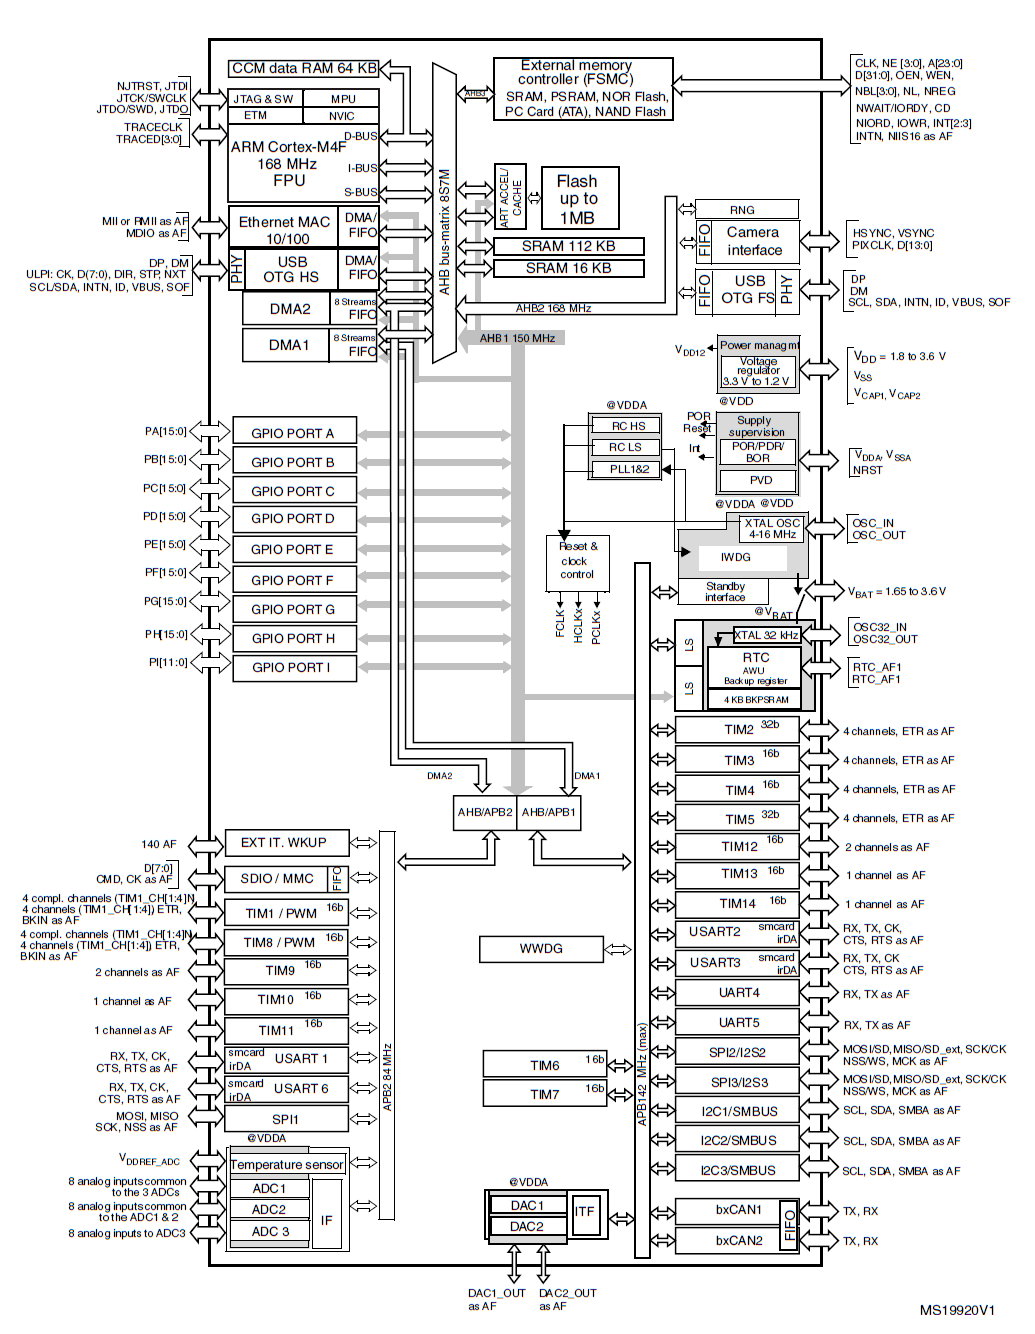 CCM data RAM 64 KB
NJTRST, JTDI
JTCK/SWCLK
JTDO/SWD, JTDO
TRACECLK
TRACED[3:0]
JTAG & SW
MPU
ETM
NVIC
ARM Cortex-M4F
168 MHz
FPU
D-BUS
I-BUS
S-BUS
MII or RMII as AF
MDIO as AF
Ethernet MAC
10/100
DMA/
FIFO
DP, DM
ULPI: CK, D(7:0), DIR, STP, NXT
SCL/SDA, INTN, ID, VBUS, SOF
PHY
USB
OTG HS
DMA/
FIFO
DMA2
8 Streams
FIFO
DMA1
8 Streams
FIFO
AHB bus-matrix 8S7M
AHB3
External memory
controller (FSMC)
SRAM, PSRAM, NOR Flash,
PC Card (ATA), NAND Flash
CLK, NE [3:0], A[23:0]
D[31:0], OEN, WEN,
NBL[3:0], NL, NREG
NWAIT/IORDY, CD
NIORD, IOWR, INT[2:3]
INTN, NIIS16 as AF
ART ACCEL/
CACHE
Flash
up to
1MB
SRAM 112 KB
SRAM 16 KB
AHB2 168 MHz
AHB1 150 MHz
RNG
FIFO
Camera
interface
HSYNC, VSYNC
PIXCLK, D[13:0]
FIFO
USB
OTG FS
PHY
DP
DM
SCL, SDA, INTN, ID, VBUS, SOF
VDD12
Power managmt
Voltage
regulator
3.3 V to 1.2 V
@VDD
VDD = 1.8 to 3.6 V
VSS
VCAP1, VCAP2
@VDDA
RC HS
RC LS
PLL1&2
POR
Reset
Int
Supply
supervision
POR/PDR/
BOR
PVD
VDDA, VSSA
NRST
@VDDA @VDD
XTAL OSC
4-16 MHz
OSC_IN
OSC_OUT
IWDG
Reset &
clock
control
FCLK
HCLKx
PCLKx
Standby
interface
VBAT = 1.65 to 3.6 V
@VBAT
LS
LS
XTAL 32 kHz
OSC32_IN
OSC32_OUT
RTC
AWU
Backup register
RTC_AF1
RTC_AF1
4 KB BKPSRAM
PA[15:0]
GPIO PORT A
PB[15:0]
GPIO PORT B
PC[15:0]
GPIO PORT C
PD[15:0]
GPIO PORT D
PE[15:0]
GPIO PORT E
PF[15:0]
GPIO PORT F
PG[15:0]
GPIO PORT G
PH[15:0]
GPIO PORT H
PI[11:0]
GPIO PORT I
DMA2
DMA1
AHB/APB2
AHB/APB1
TIM2 32b
4 channels, ETR as AF
TIM3 16b
4 channels, ETR as AF
TIM4 16b
4 channels, ETR as AF
TIM5 32b
4 channels, ETR as AF
TIM12 16b
2 channels as AF
TIM13 16b
1 channel as AF
TIM14 16b
1 channel as AF
USART2
smcard
irDA
RX, TX, CK,
CTS, RTS as AF
USART3
smcard
irDA
RX, TX, CK
CTS, RTS as AF
UART4
RX, TX as AF
UART5
RX, TX as AF
SPI2/I2S2
MOSI/SD, MISO/SD_ext, SCK/CK
NSS/WS, MCK as AF
SPI3/I2S3
MOSI/SD, MISO/SD_ext, SCK/CK
NSS/WS, MCK as AF
I2C1/SMBUS
SCL, SDA, SMBA as AF
I2C2/SMBUS
SCL, SDA, SMBA as AF
I2C3/SMBUS
SCL, SDA, SMBA as AF
bxCAN1
TX, RX
bxCAN2
TX, RX
FIFO
140 AF
EXT IT. WKUP
D[7:0]
CMD, CK as AF
SDIO / MMC
FIFO
4 compl. channels (TIM1_CH[1:4]N
4 channels (TIM1_CH[1:4]) ETR,
BKIN as AF
TIM1 / PWM 16b
4 compl. channels (TIM1_CH[1:4]N
4 channels (TIM1_CH[1:4]) ETR,
BKIN as AF
TIM8 / PWM 16b
2 channels as AF
TIM9 16b
1 channel as AF
TIM10 16b
1 channel as AF
TIM11 16b
RX, TX, CK,
CTS, RTS as AF
smcard
irDA
USART 1
RX, TX, CK,
CTS, RTS as AF
smcard
irDA
USART 6
MOSI, MISO
SCK, NSS as AF
SPI1
@VDDA
VDDREF_ADC
Temperature sensor
8 analog inputs common
to the 3 ADCs
ADC1
8 analog inputs common
to the ADC1 & 2
ADC2
8 analog inputs to ADC3
ADC 3
IF
APB2 84 MHz
WWDG
TIM6 16b
TIM7 16b
APB142 MHz (max)
@VDDA
DAC1
DAC2
ITF
DAC1_OUT
as AF
DAC2_OUT
as AF
MS19920V1